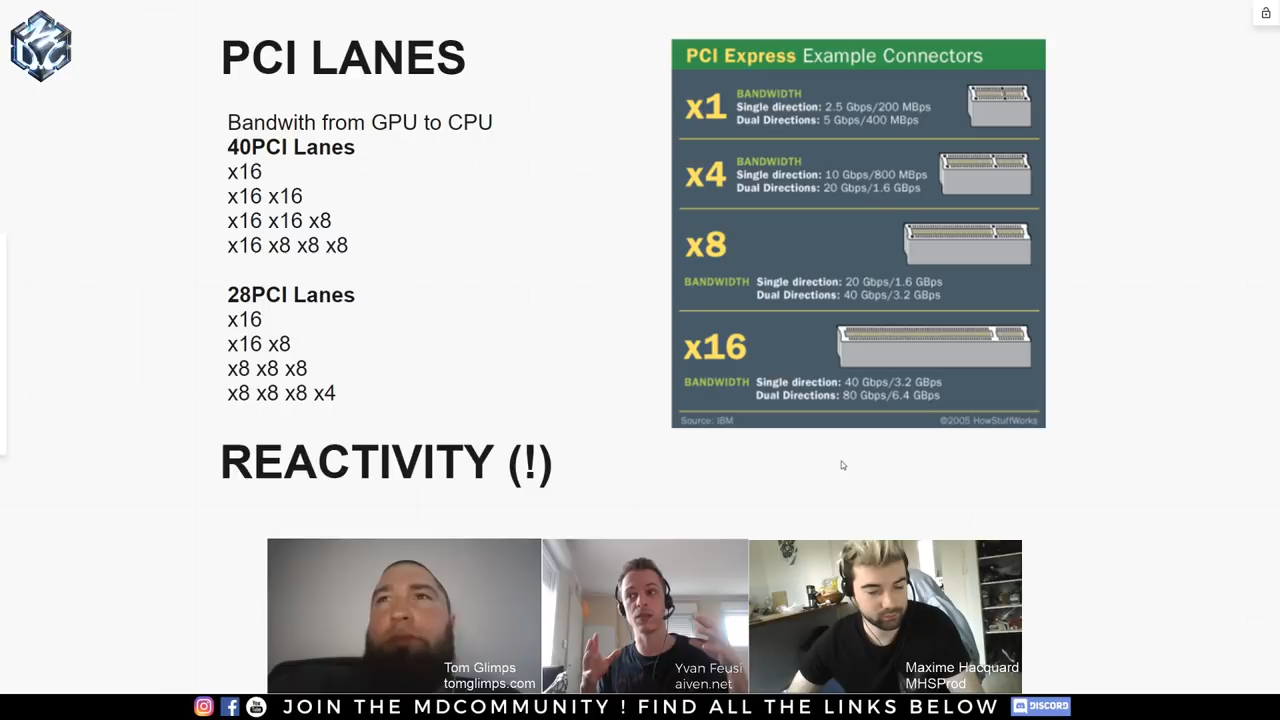 PCI LANES
Bandwith from GPU to CPU
40PCI Lanes
x16
x16 x16
x16 x16 x8
x16 x8 x8 x8
28PCI Lanes
x16
x16 x8
x8 x8 x8
x8 x8 x8 x4
REACTIVITY (!)
PCI Express Example Connectors
x1
BANDWIDTH
Single direction: 2.5 Gbps/200 MBps
Dual Directions: 5 Gbps/400 MBps
x4
BANDWIDTH
Single direction: 10 Gbps/800 MBps
Dual Directions: 20 Gbps/1.6 GBps
x8
BANDWIDTH Single direction: 20 Gbps/1.6 GBps
Dual Directions: 40 Gbps/3.2 GBps
x16
BANDWIDTH Single direction: 40 Gbps/3.2 GBps
Dual Directions: 80 Gbps/6.4 GBps
Source: IBM ©2005 HowStuffWorks
Tom Glimps
tomglimps.com
Yvan Feusi
aiven.net
Maxime Hacquard
MHSProd
JOIN THE MDCOMMUNITY ! FIND ALL THE LINKS BELOW
DISCORD